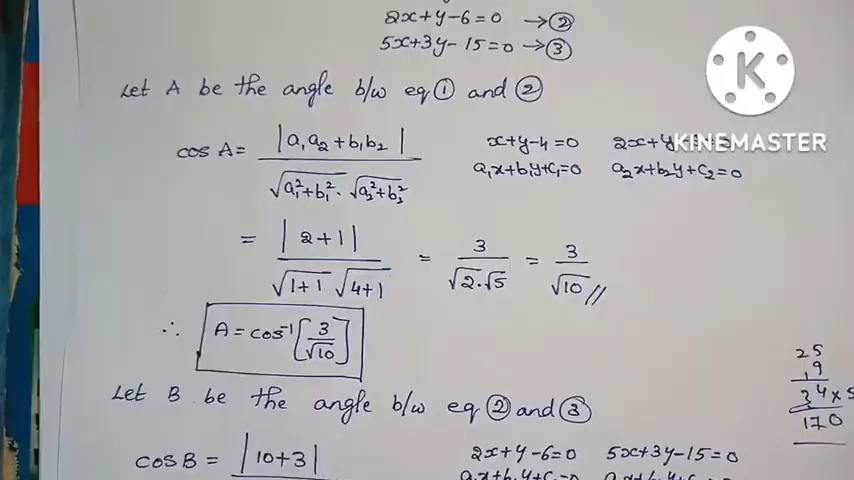 2x+y-6=0 → ②
5x+3y-15=0 → ③
Let A be the angle b/w eq ① and ②
cos A = |a₁a₂+b₁b₂| / √a₁²+b₁² · √a₂²+b₂²
x+y-4=0 2x+y
a₁x+b₁y+c₁=0 a₂x+b₂y+c₂=0
KINEMASTER
= |2+1| / √1+1 √4+1 = 3/√2·√5 = 3/√10 //
∴ A = cos⁻¹[3/√10]
25
9
34×5
170
Let B be the angle b/w eq ② and ③
cos B = |10+3|
2x+y-6=0 5x+3y-15=0